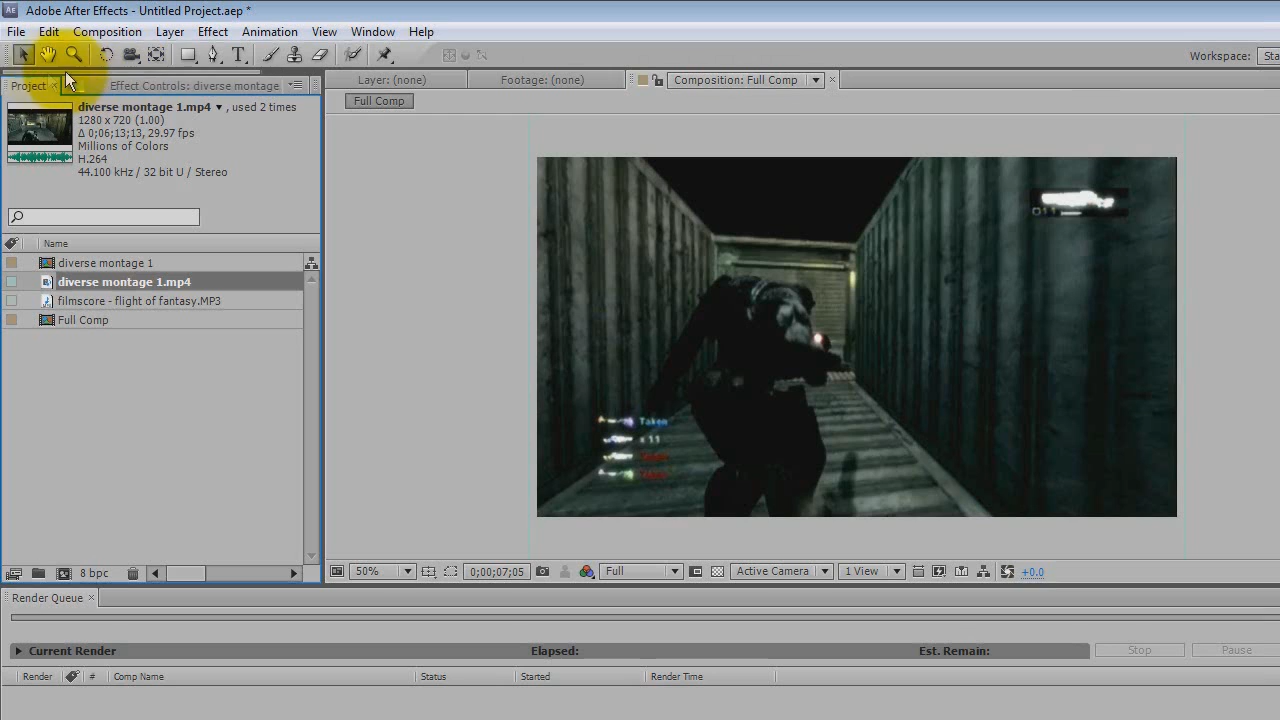 Ae Adobe After Effects - Untitled Project.aep *
File Edit Composition Layer Effect Animation View Window Help
Workspace: Sta
Project × Effect Controls: diverse montage
Layer: (none) Footage: (none) Composition: Full Comp ×
diverse montage 1.mp4 ▼ , used 2 times
1280 x 720 (1.00)
Δ 0;06;13;13, 29.97 fps
Millions of Colors
H.264
44.100 kHz / 32 bit U / Stereo
Full Comp
Name
diverse montage 1
diverse montage 1.mp4
filmscore - flight of fantasy.MP3
Full Comp
11
Taken
x 11
8 bpc
50% 0;00;07;05 Full Active Camera 1 View +0.0
Render Queue ×
Current Render Elapsed: Est. Remain: Stop Pause
Render # Comp Name Status Started Render Time